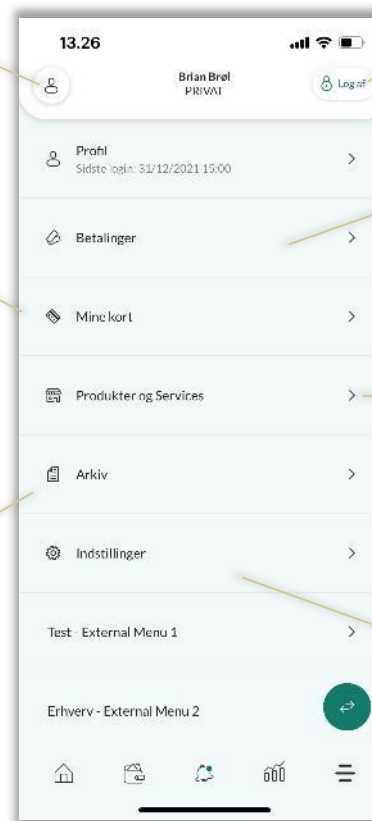 13.26
Brian Brøl
PRIVAT
Log af
Profil
Sidste login: 31/12/2021 15:00
Betalinger
Mine kort
Produkter og Services
Arkiv
Indstillinger
Test - External Menu 1
Erhverv - External Menu 2